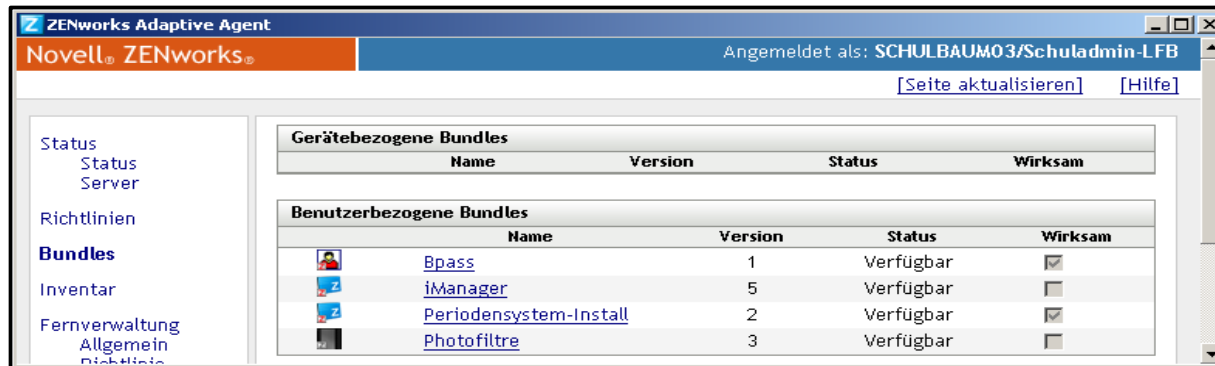 ZENworks Adaptive Agent
Novell® ZENworks®
Angemeldet als: SCHULBAUM03/Schuladmin-LFB
[Seite aktualisieren] [Hilfe]
Status
Status
Server
Richtlinien
Bundles
Inventar
Fernverwaltung
Allgemein
Richtlinie
Gerätebezogene Bundles
Name Version Status Wirksam
Benutzerbezogene Bundles
Name Version Status Wirksam
Bpass 1 Verfügbar
iManager 5 Verfügbar
Periodensystem-Install 2 Verfügbar
Photofiltre 3 Verfügbar